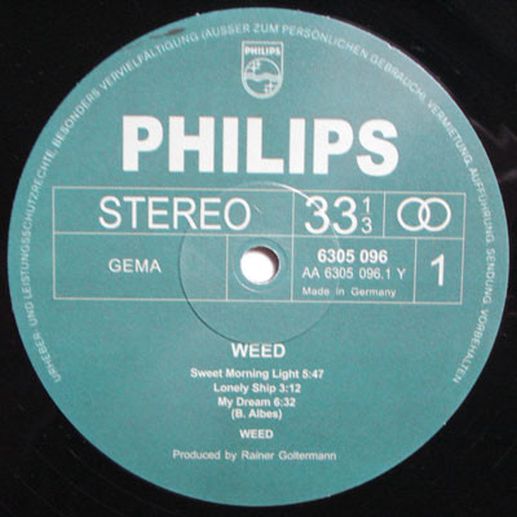 URHEBER- UND LEISTUNGSSCHUTZRECHTE BESONDERS VERVIELFÄLTIGUNG (AUSSER ZUM PERSÖNLICHEN GEBRAUCH) VERMIETUNG, AUFFÜHRUNG, SENDUNG VORBEHALTEN
PHILIPS
PHILIPS
STEREO
33 1/3
GEMA
6305 096
AA 6305 096.1 Y
Made in Germany
1
WEED
Sweet Morning Light 5:47
Lonely Ship 3:12
My Dream 6:32
(B. Albes)
WEED
Produced by Rainer Goltermann